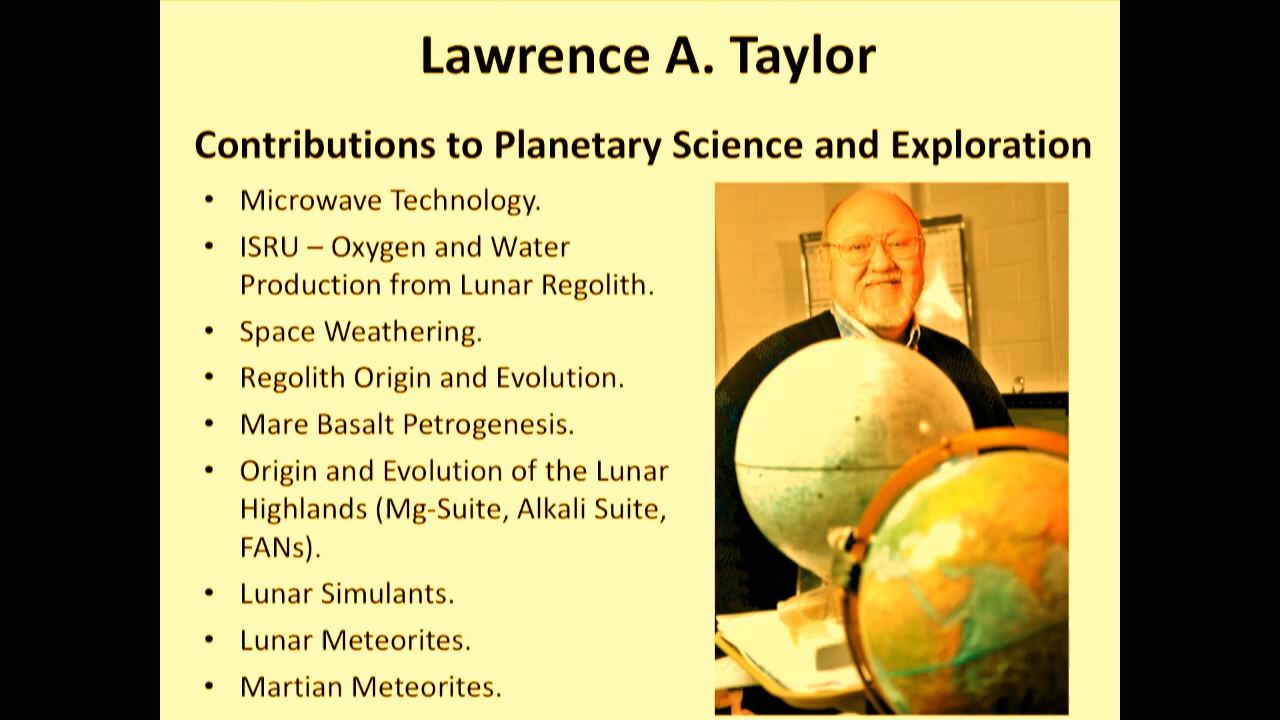 Lawrence A. Taylor
Contributions to Planetary Science and Exploration
• Microwave Technology.
• ISRU – Oxygen and Water
Production from Lunar Regolith.
• Space Weathering.
• Regolith Origin and Evolution.
• Mare Basalt Petrogenesis.
• Origin and Evolution of the Lunar
Highlands (Mg-Suite, Alkali Suite,
FANs).
• Lunar Simulants.
• Lunar Meteorites.
• Martian Meteorites.